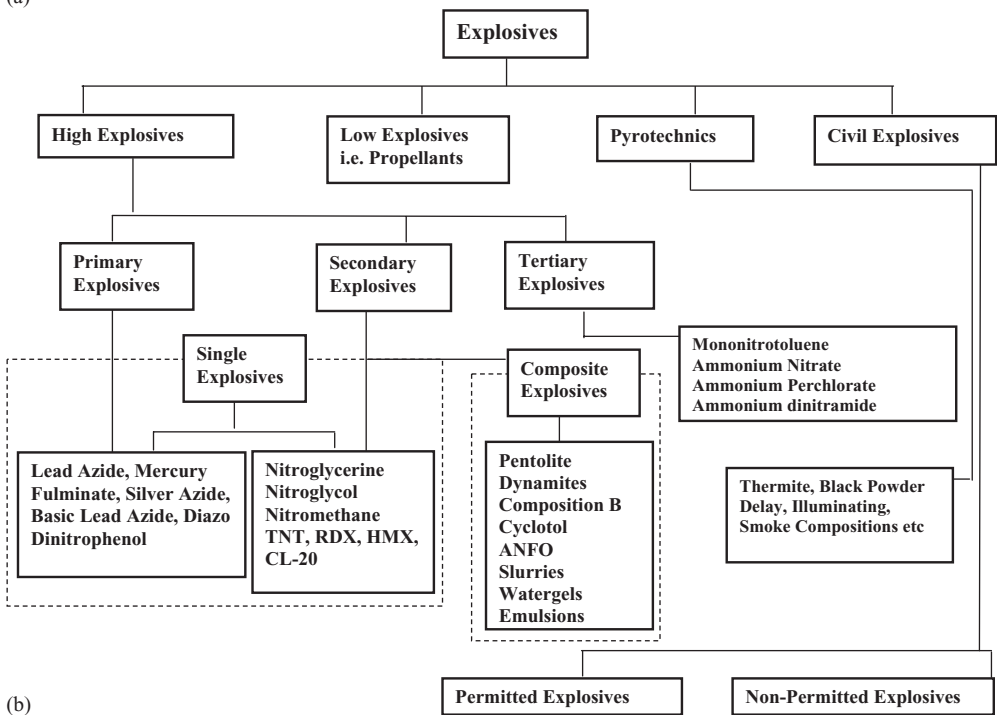 (a)
Explosives
High Explosives
Low Explosives
i.e. Propellants
Pyrotechnics
Civil Explosives
Primary
Explosives
Secondary
Explosives
Tertiary
Explosives
Single
Explosives
Composite
Explosives
Mononitrotoluene
Ammonium Nitrate
Ammonium Perchlorate
Ammonium dinitramide
Lead Azide, Mercury
Fulminate, Silver Azide,
Basic Lead Azide, Diazo
Dinitrophenol
Nitroglycerine
Nitroglycol
Nitromethane
TNT, RDX, HMX,
CL-20
Pentolite
Dynamites
Composition B
Cyclotol
ANFO
Slurries
Watergels
Emulsions
Thermite, Black Powder
Delay, Illuminating,
Smoke Compositions etc
Permitted Explosives
Non-Permitted Explosives
(b)